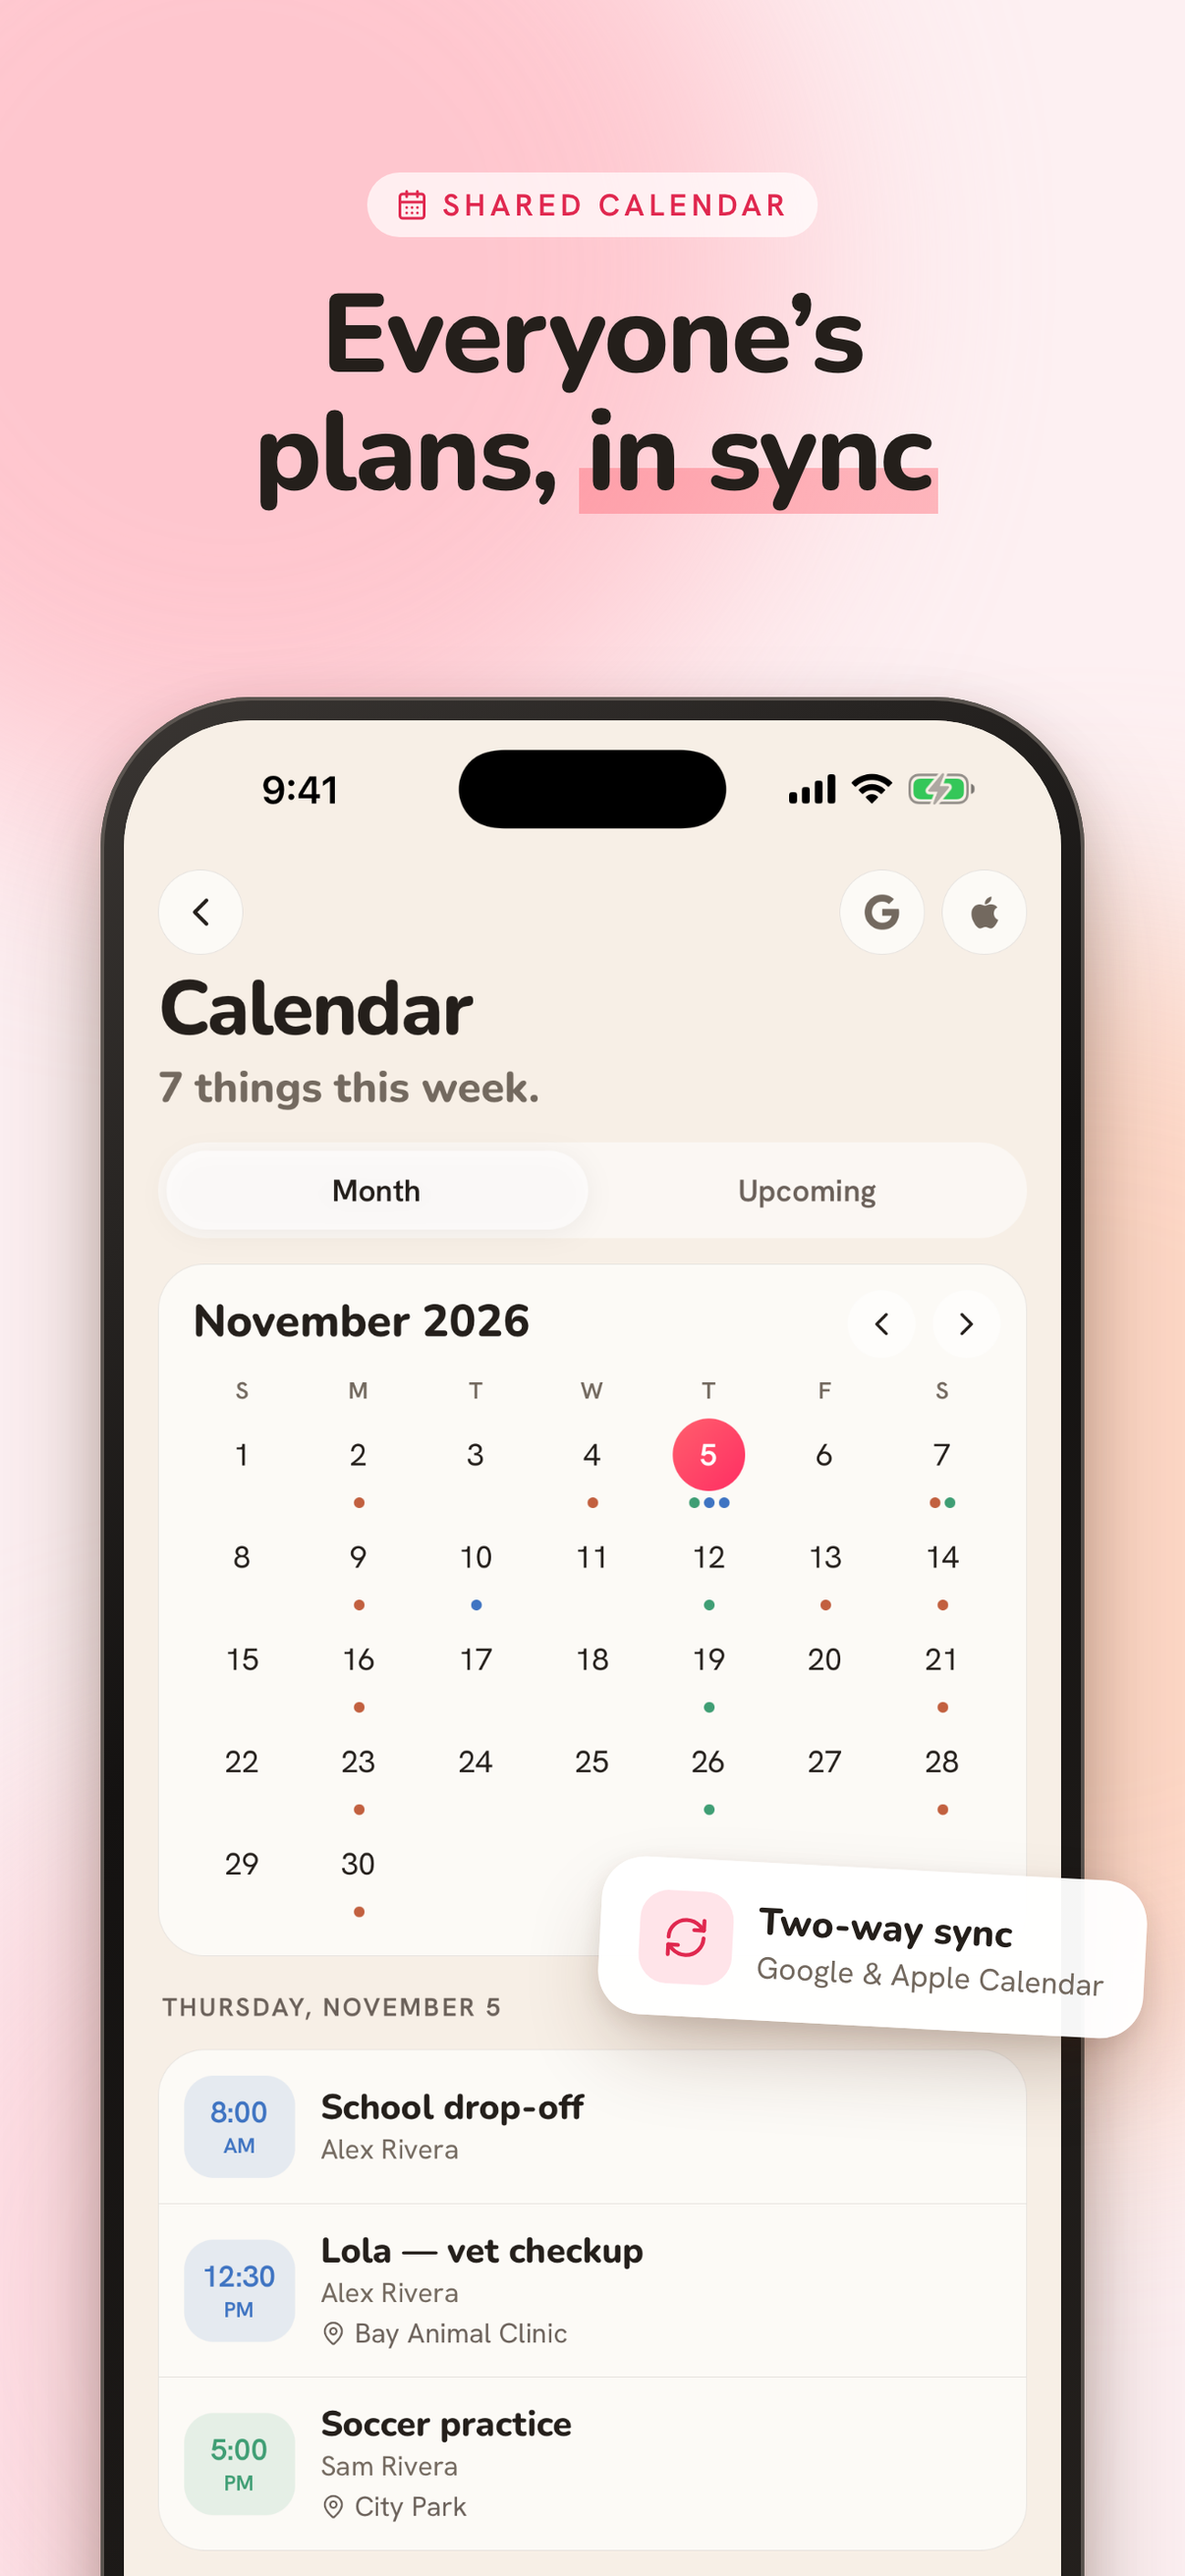 SHARED CALENDAR
Everyone’s
plans, in sync
9:41
G
Calendar
7 things this week.
Month Upcoming
November 2026
S M T W T F S
1 2 3 4 5 6 7
8 9 10 11 12 13 14
15 16 17 18 19 20 21
22 23 24 25 26 27 28
29 30
Two-way sync
Google & Apple Calendar
THURSDAY, NOVEMBER 5
8:00
AM
School drop-off
Alex Rivera
12:30
PM
Lola — vet checkup
Alex Rivera
Bay Animal Clinic
5:00
PM
Soccer practice
Sam Rivera
City Park